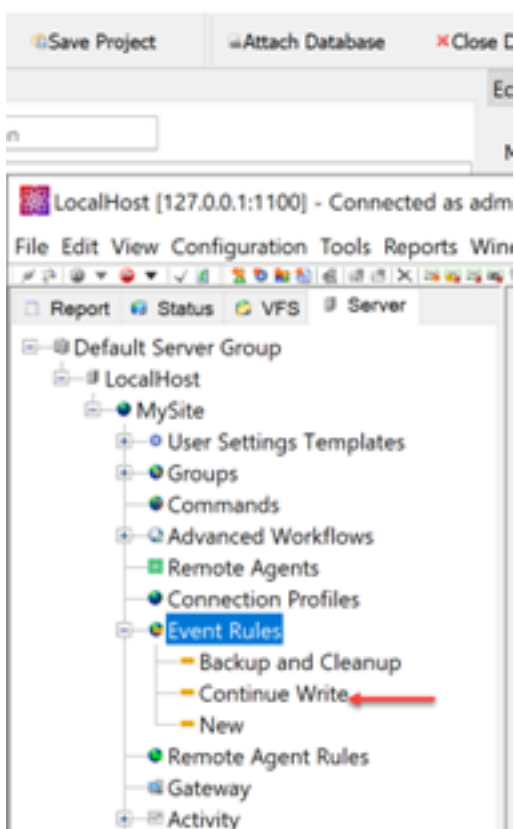 Save Project Attach Database Close D
Ec
n
M
LocalHost [127.0.0.1:1100] - Connected as adm
File Edit View Configuration Tools Reports Wind
Report Status VFS Server
Default Server Group
LocalHost
MySite
User Settings Templates
Groups
Commands
Advanced Workflows
Remote Agents
Connection Profiles
Event Rules
Backup and Cleanup
Continue Write
New
Remote Agent Rules
Gateway
Activity